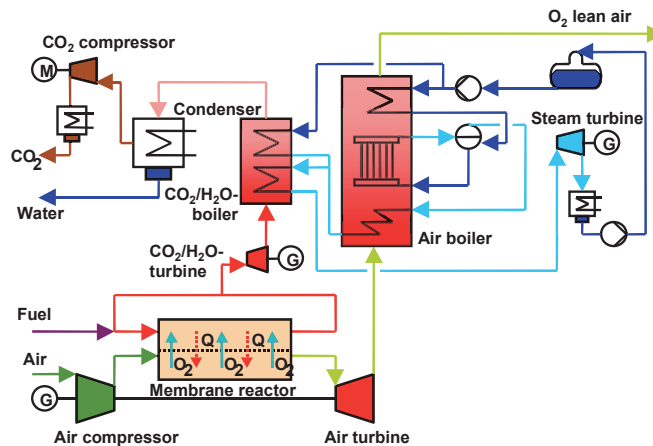 O2 lean air
CO2 compressor
M
Condenser
Steam turbine
G
CO2
Water
CO2/H2O-
boiler
Air boiler
CO2/H2O-
turbine
G
Fuel
Q
Q
O2
O2
O2
Air
Membrane reactor
G
Air compressor
Air turbine